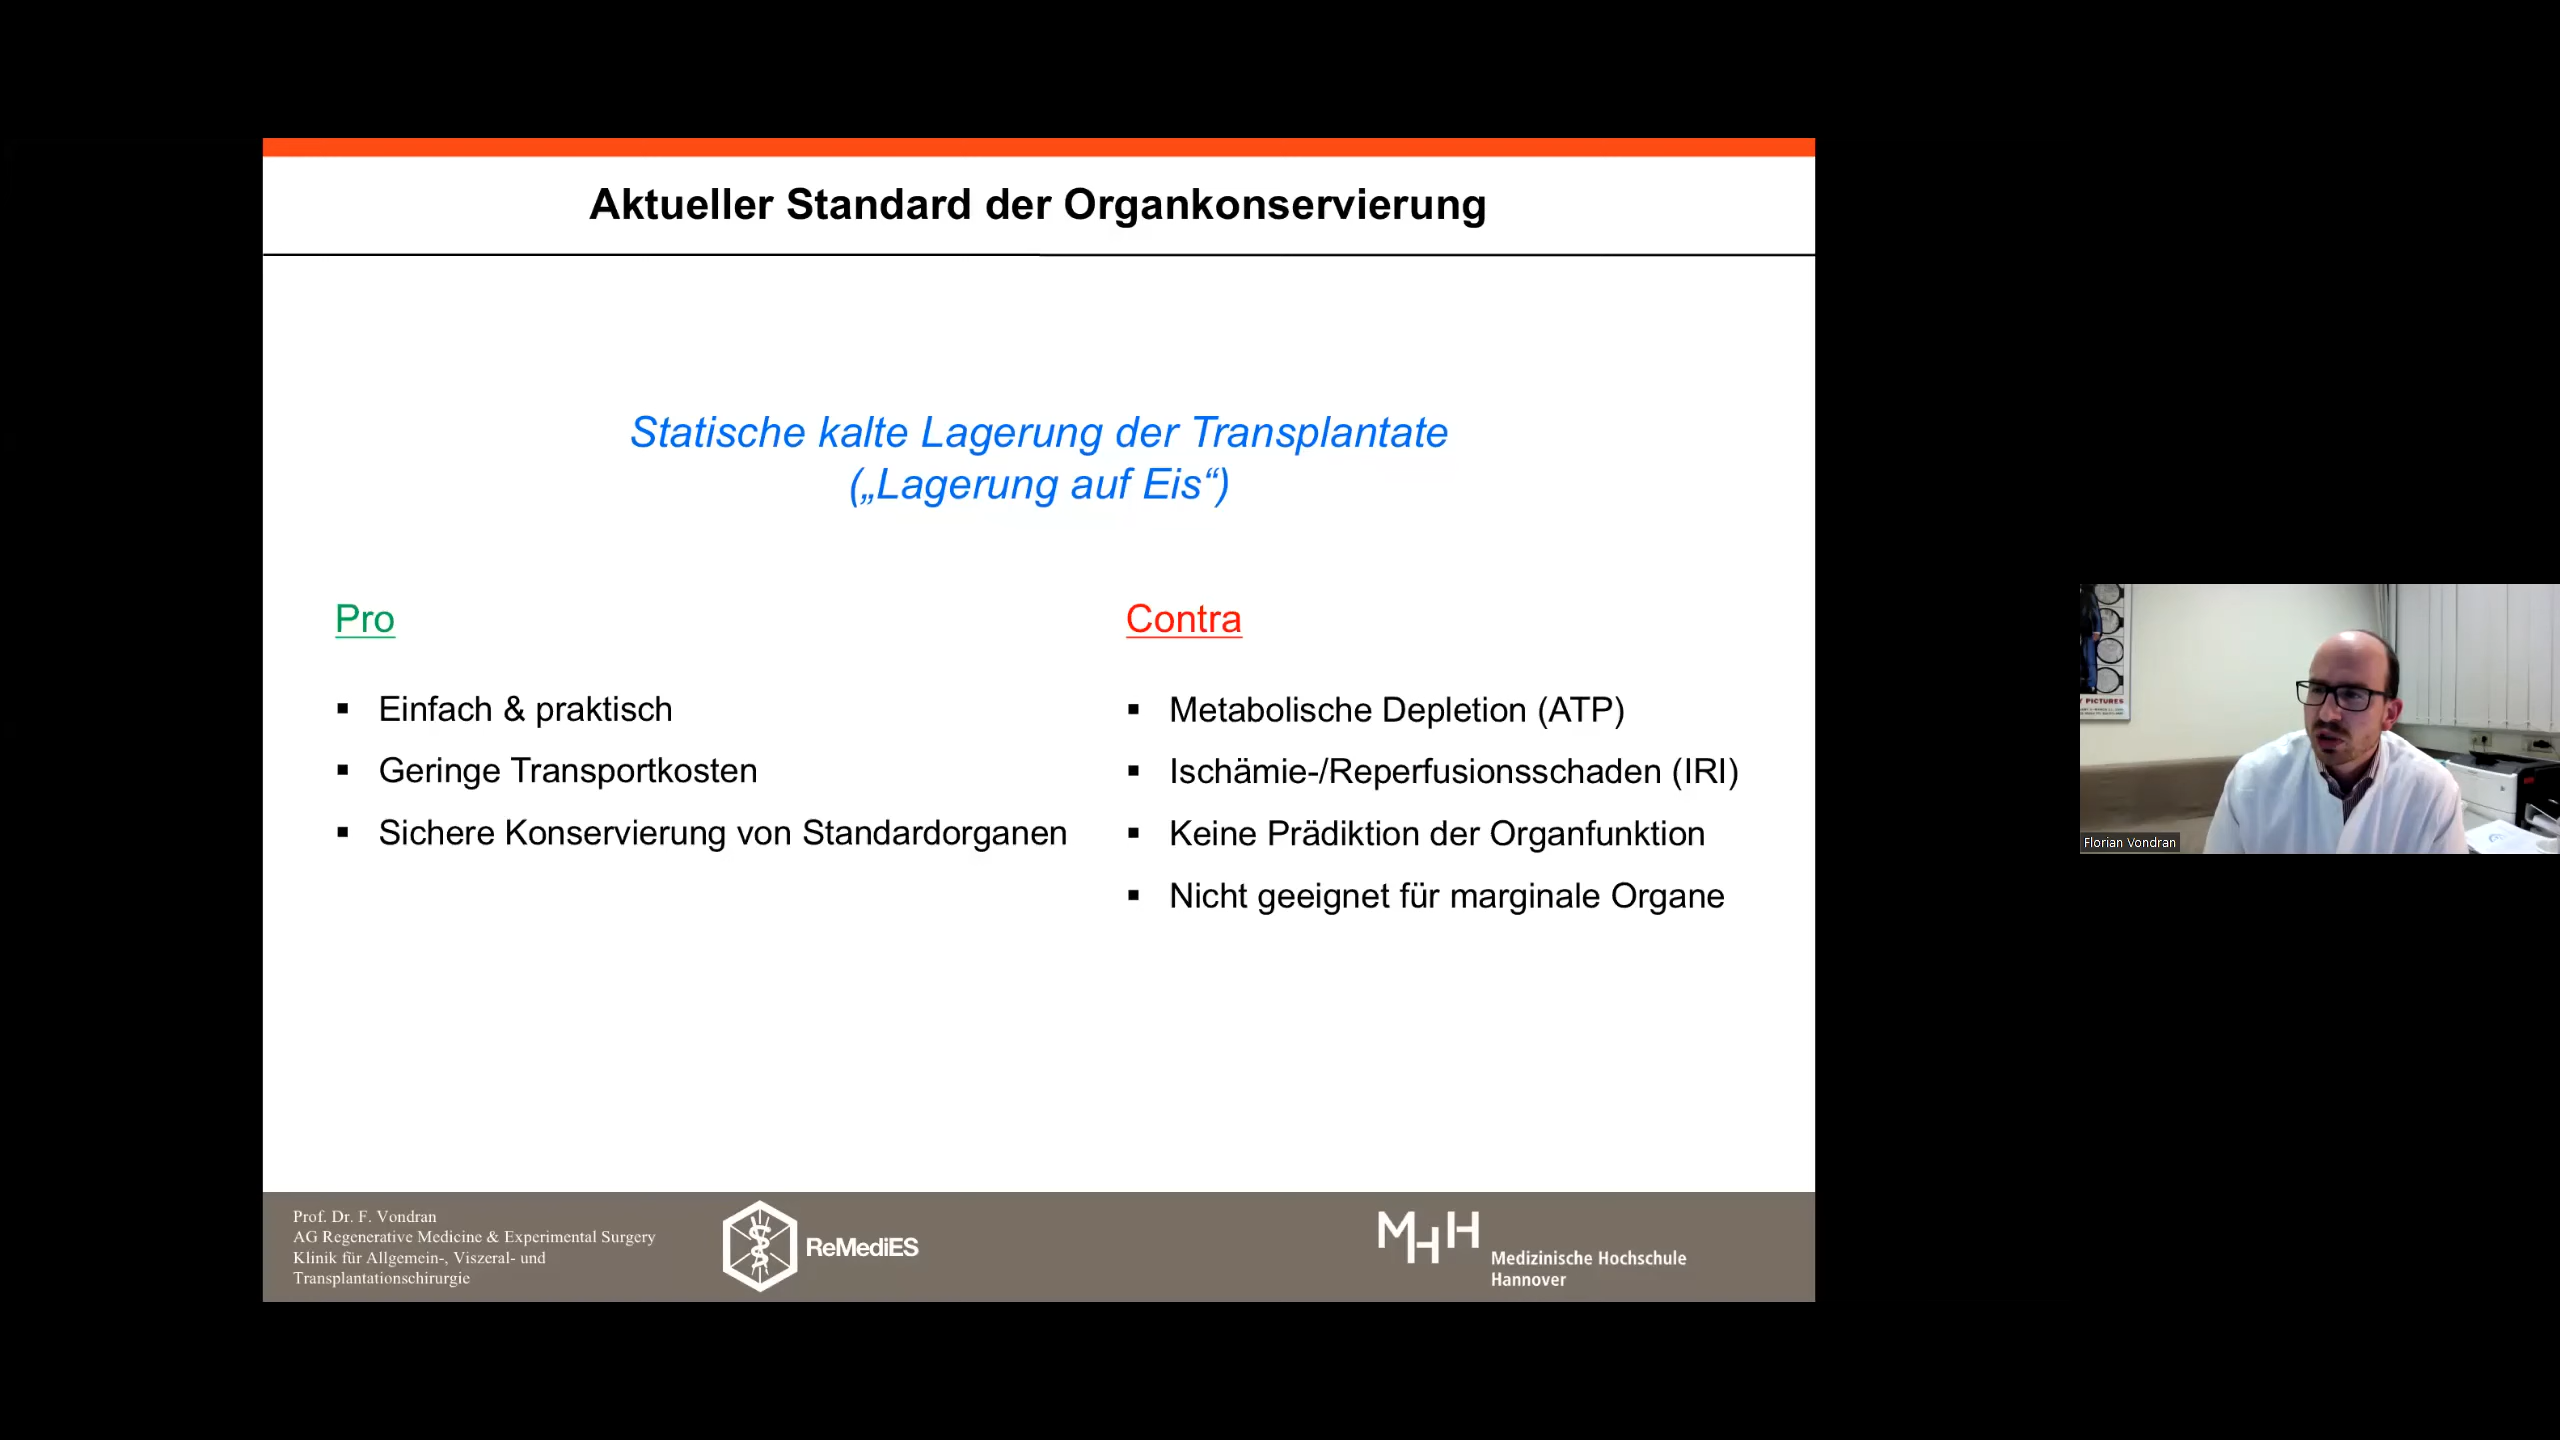 Aktueller Standard der Organkonservierung
Statische kalte Lagerung der Transplantate
(„Lagerung auf Eis“)
Pro
▪ Einfach & praktisch
▪ Geringe Transportkosten
▪ Sichere Konservierung von Standardorganen
Contra
▪ Metabolische Depletion (ATP)
▪ Ischämie-/Reperfusionsschaden (IRI)
▪ Keine Prädiktion der Organfunktion
▪ Nicht geeignet für marginale Organe
Prof. Dr. F. Vondran
AG Regenerative Medicine & Experimental Surgery
Klinik für Allgemein-, Viszeral- und
Transplantationschirurgie
ReMediES
MHH
Medizinische Hochschule
Hannover
PICTURES
Florian Vondran